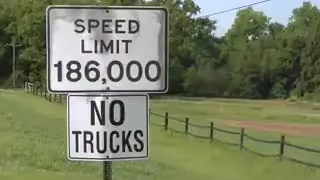 SPEED
LIMIT
186,000
NO
TRUCKS